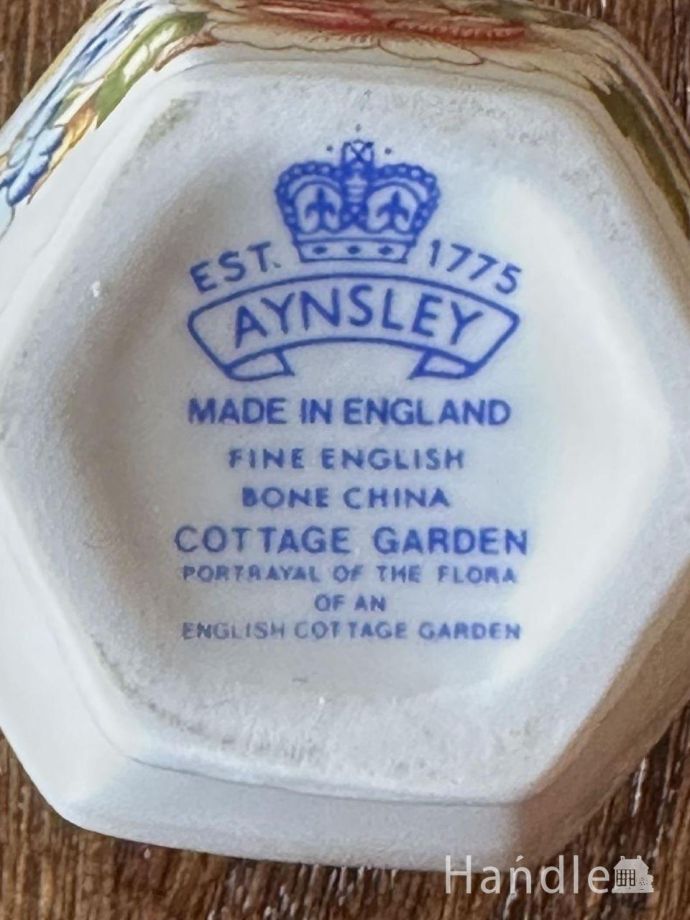 EST. 1775
AYNSLEY
MADE IN ENGLAND
FINE ENGLISH
BONE CHINA
COTTAGE GARDEN
PORTRAYAL OF THE FLORA
OF AN
ENGLISH COTTAGE GARDEN
Hańdle